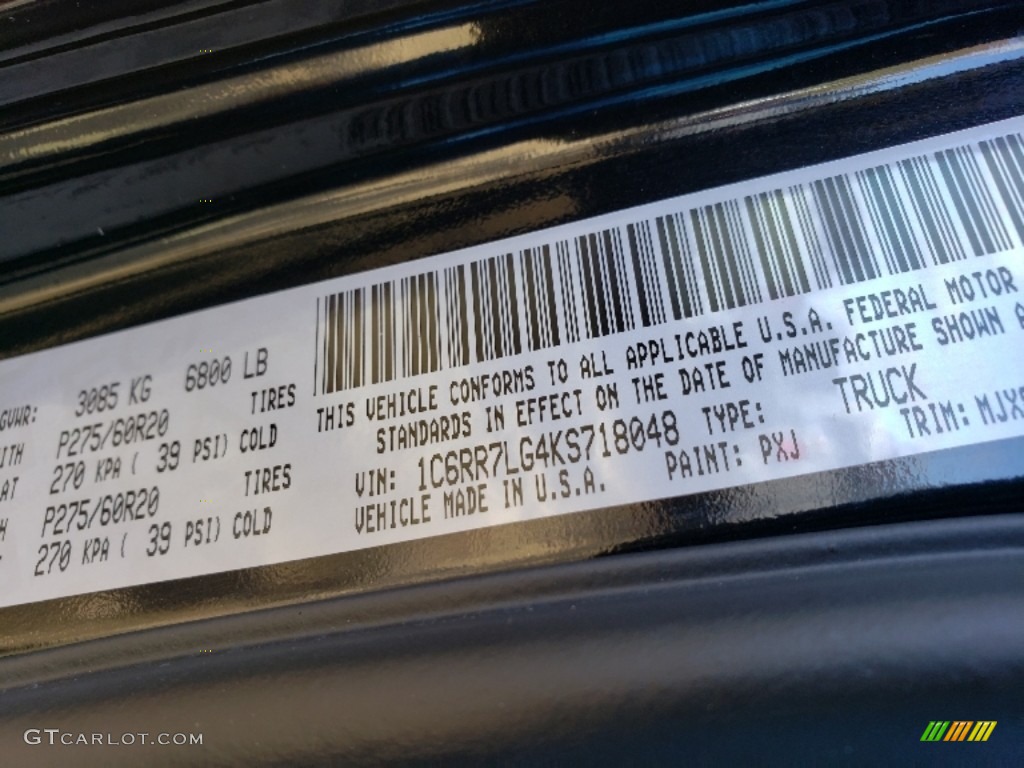 GVWR: 3085 KG 6800 LB
P275/60R20 TIRES
270 KPA ( 39 PSI) COLD
P275/60R20 TIRES
270 KPA ( 39 PSI) COLD
THIS VEHICLE CONFORMS TO ALL APPLICABLE U.S.A. FEDERAL MOTOR
STANDARDS IN EFFECT ON THE DATE OF MANUFACTURE SHOWN
VIN: 1C6RR7LG4KS718048 TYPE: TRUCK
VEHICLE MADE IN U.S.A. PAINT: PXJ TRIM:
GTCARLOT.COM